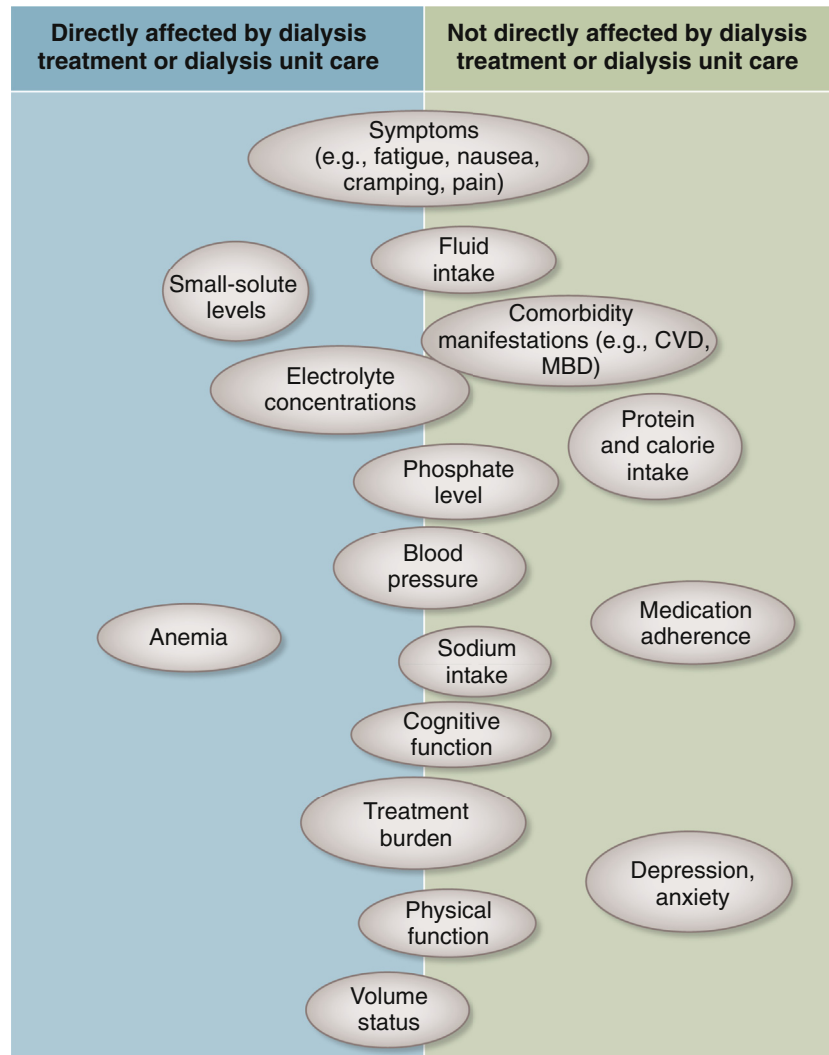 Directly affected by dialysis
treatment or dialysis unit care
Not directly affected by dialysis
treatment or dialysis unit care
Symptoms
(e.g., fatigue, nausea,
cramping, pain)
Fluid
intake
Small-solute
levels
Comorbidity
manifestations (e.g., CVD,
MBD)
Electrolyte
concentrations
Protein
and calorie
intake
Phosphate
level
Blood
pressure
Medication
adherence
Anemia
Sodium
intake
Cognitive
function
Treatment
burden
Depression,
anxiety
Physical
function
Volume
status